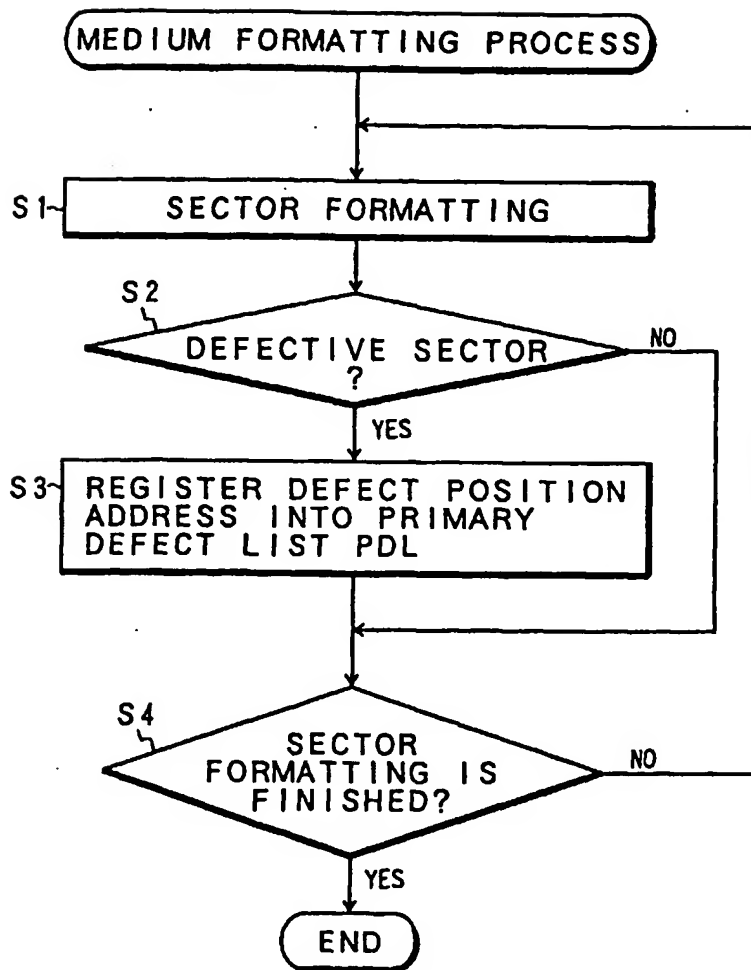 MEDIUM FORMATTING PROCESS
S1
SECTOR FORMATTING
S2
DEFECTIVE SECTOR
?
NO
YES
S3
REGISTER DEFECT POSITION
ADDRESS INTO PRIMARY
DEFECT LIST PDL
S4
SECTOR
FORMATTING IS
FINISHED?
NO
YES
END